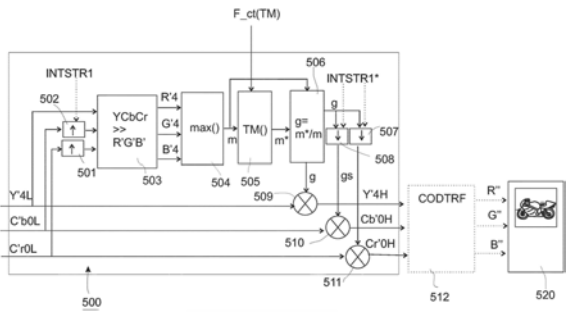 F_ct(TM)
INTSTR1
502
501
YCbCr
>>
R'G'B'
503
R'4
G'4
B'4
max()
504
m
TM()
505
m*
506
g=
m*/m
INTSTR1*
g
507
508
g
gs
509
Y'4L
Y'4H
C'b0L
510
Cb'0H
C'r0L
511
Cr'0H
CODTRF
512
R"
G"
B"
520
500